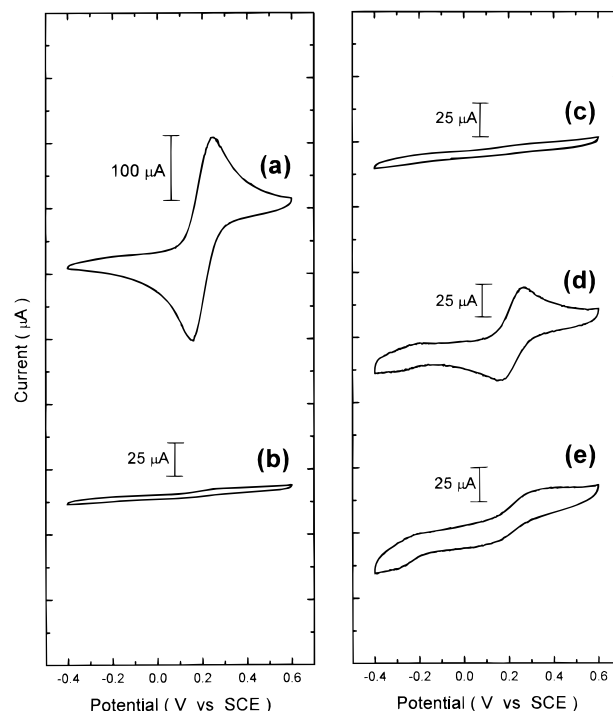 Current ( μA )
(a)
100 μA
(b)
25 μA
-0.4 -0.2 0.0 0.2 0.4 0.6
Potential ( V vs SCE )
(c)
25 μA
(d)
25 μA
(e)
25 μA
-0.4 -0.2 0.0 0.2 0.4 0.6
Potential ( V vs SCE )